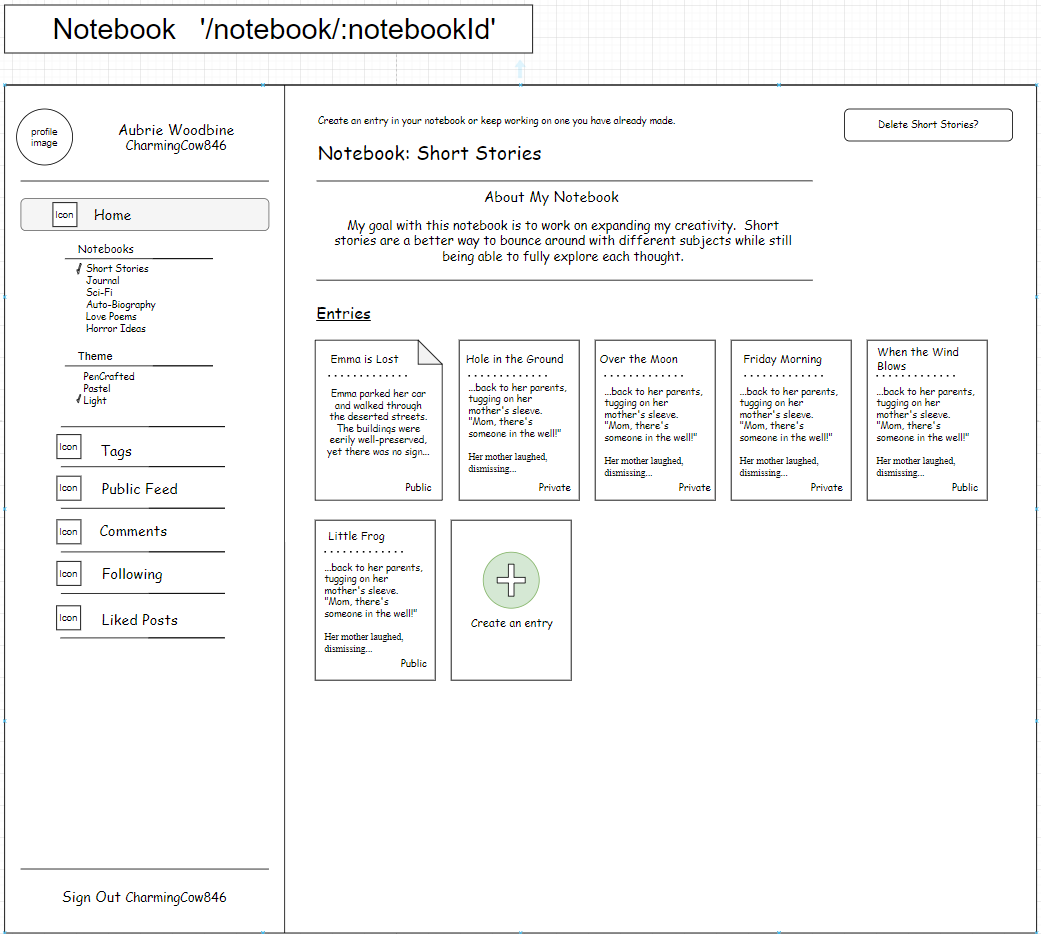 Notebook '/notebook/:notebookId'
profile
image
Aubrie Woodbine
CharmingCow846
Icon
Home
Notebooks
Short Stories
Journal
Sci-Fi
Auto-Biography
Love Poems
Horror Ideas
Theme
PenCrafted
Pastel
Light
Icon
Tags
Icon
Public Feed
Icon
Comments
Icon
Following
Icon
Liked Posts
Sign Out CharmingCow846
Create an entry in your notebook or keep working on one you have already made.
Delete Short Stories?
Notebook: Short Stories
About My Notebook
My goal with this notebook is to work on expanding my creativity. Short
stories are a better way to bounce around with different subjects while still
being able to fully explore each thought.
Entries
Emma is Lost
Emma parked her car
and walked through
the deserted streets.
The buildings were
eerily well-preserved,
yet there was no sign...
Public
Hole in the Ground
...back to her parents,
tugging on her
mother's sleeve.
"Mom, there's
someone in the well!"
Her mother laughed,
dismissing...
Private
Over the Moon
...back to her parents,
tugging on her
mother's sleeve.
"Mom, there's
someone in the well!"
Her mother laughed,
dismissing...
Private
Friday Morning
...back to her parents,
tugging on her
mother's sleeve.
"Mom, there's
someone in the well!"
Her mother laughed,
dismissing...
Private
When the Wind
Blows
...back to her parents,
tugging on her
mother's sleeve.
"Mom, there's
someone in the well!"
Her mother laughed,
dismissing...
Public
Little Frog
...back to her parents,
tugging on her
mother's sleeve.
"Mom, there's
someone in the well!"
Her mother laughed,
dismissing...
Public
Create an entry